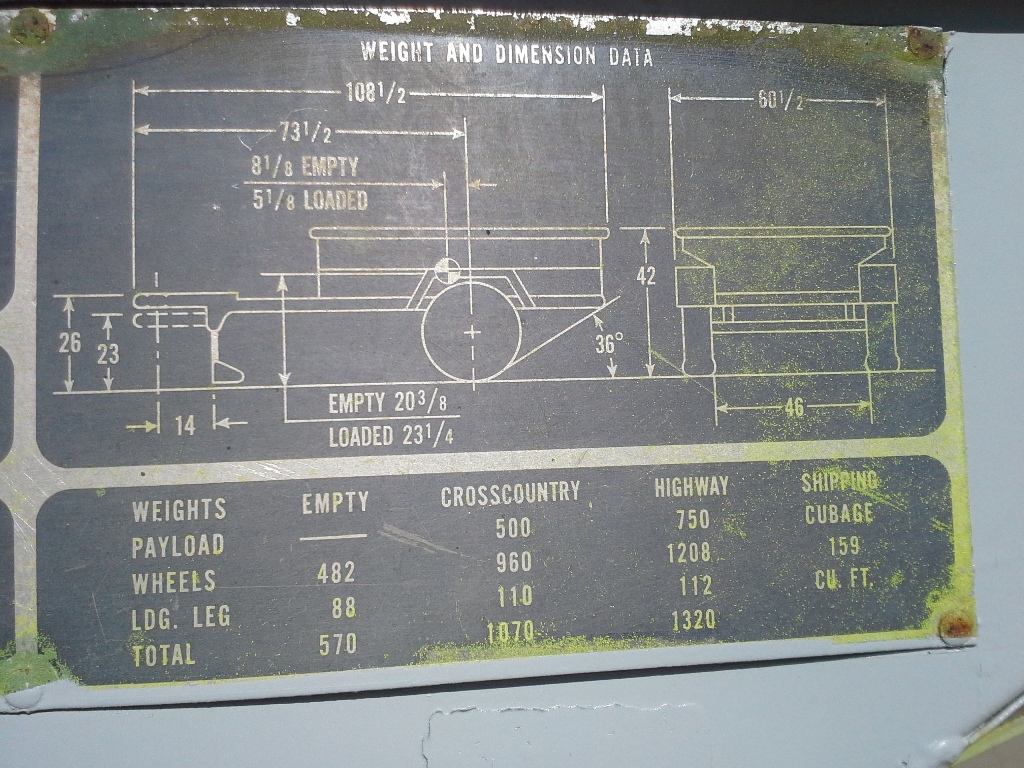 WEIGHT AND DIMENSION DATA
108 1/2
60 1/2
73 1/2
8 1/8 EMPTY
5 1/8 LOADED
42
26
23
36°
14
EMPTY 20 3/8
LOADED 23 1/4
46
WEIGHTS EMPTY CROSSCOUNTRY HIGHWAY SHIPPING
PAYLOAD —— 500 750 CUBAGE
WHEELS 482 960 1208 159
LDG. LEG 88 110 112 CU. FT.
TOTAL 570 1070 1320